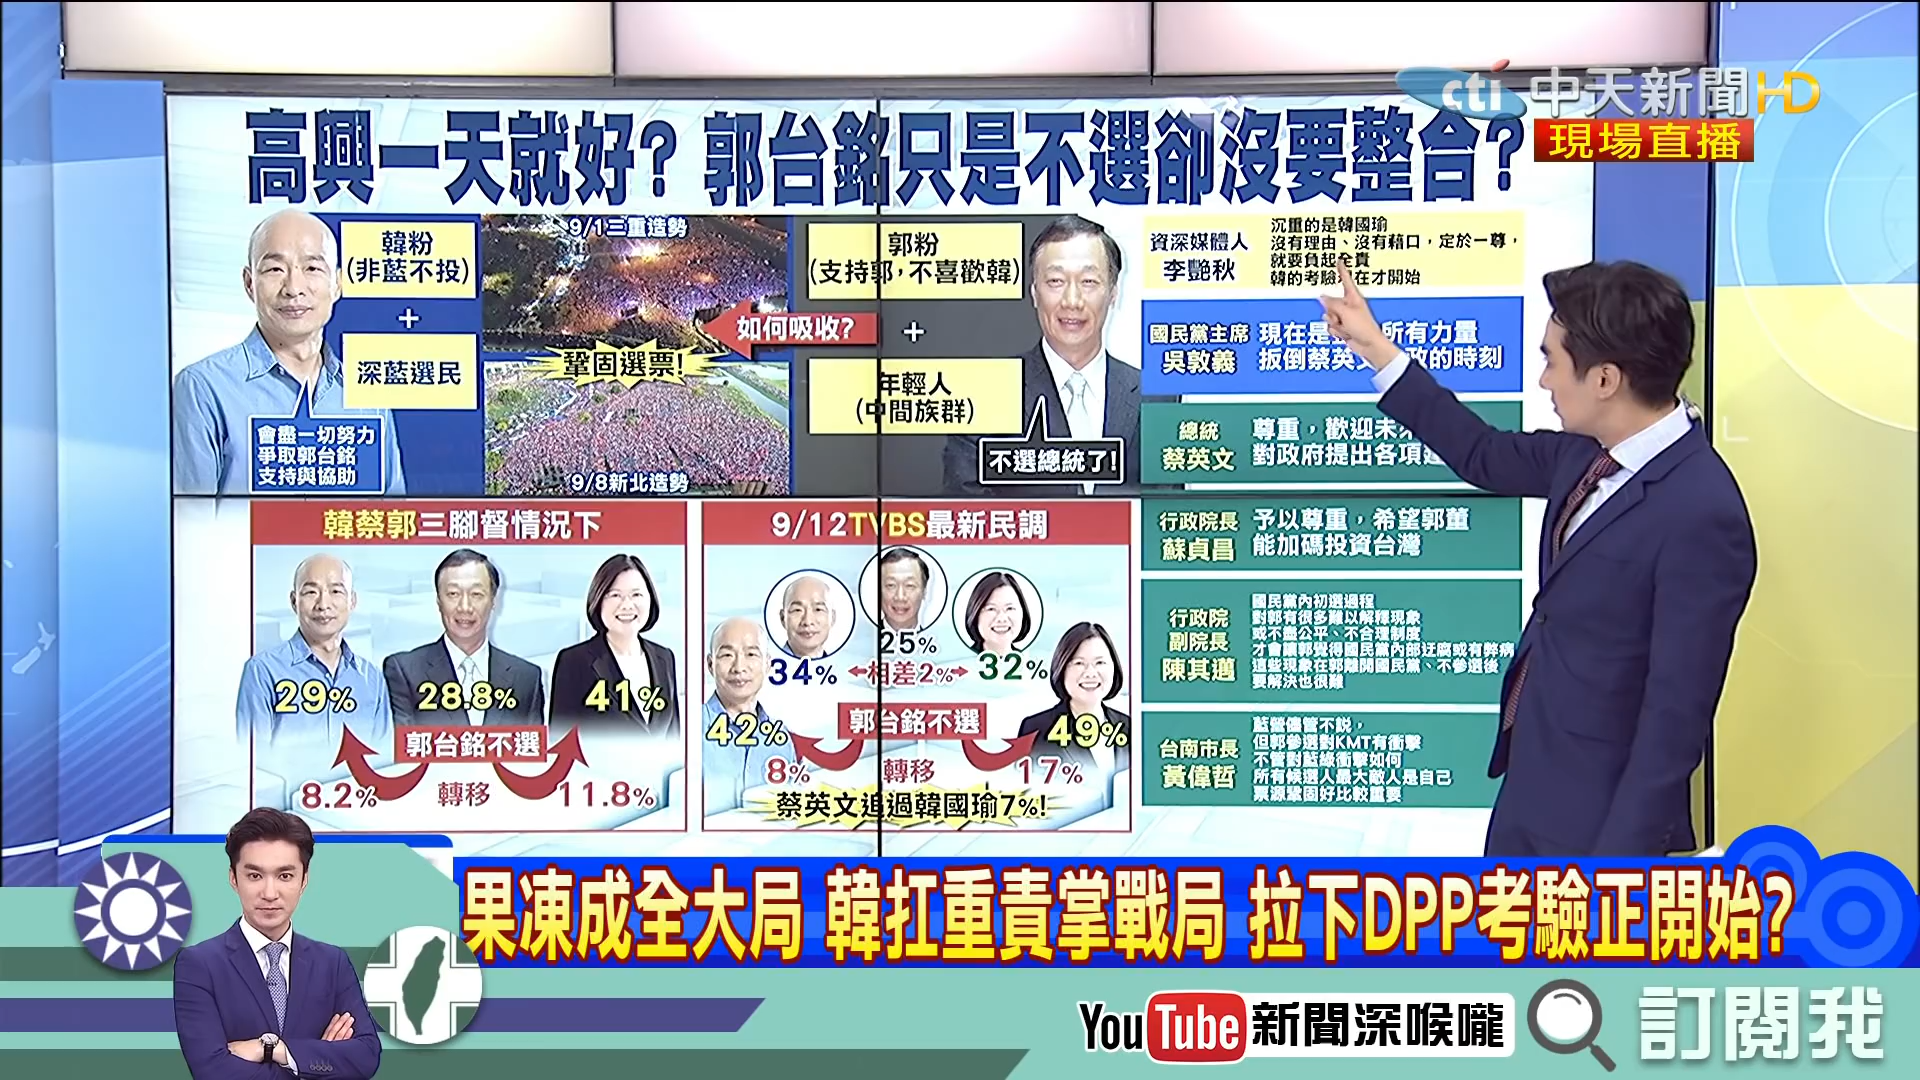 cti 中天新聞HD
現場直播
高興一天就好？郭台銘只是不選卻沒要整合？
韓粉
(非藍不投)
+
深藍選民
會盡一切努力
爭取郭台銘
支持與協助
9/1三重造勢
鞏固選票!
9/8新北造勢
如何吸收?
郭粉
(支持郭,不喜歡韓)
+
年輕人
(中間族群)
不選總統了!
資深媒體人
李艷秋
沉重的是韓國瑜
沒有理由、沒有藉口，定於一尊，
就要負起全責
韓的考驗 在才開始
國民黨主席
吳敦義
現在是 所有力量
扳倒蔡英文 政的時刻
總統
蔡英文
尊重，歡迎未
對政府提出各項
行政院長
蘇貞昌
予以尊重，希望郭董
能加碼投資台灣
行政院
副院長
陳其邁
國民黨內初選過程
對郭有很多難以解釋現象
或不盡公平、不合理制度
才會讓郭覺得國民黨內部迂腐或有弊病
這些現象在郭離開國民黨、不參選後
要解決也很難
台南市長
黃偉哲
藍營儘管不說，
但郭參選對KMT有衝擊
不管對藍綠衝擊如何
所有候選人最大敵人是自己
票源鞏固好比較重要
韓蔡郭三腳督情況下
29%
28.8%
41%
郭台銘不選
8.2%
轉移
11.8%
9/12TVBS最新民調
25%
34%
相差2%
32%
42%
郭台銘不選
49%
8%
轉移
17%
蔡英文追過韓國瑜7%!
果凍成全大局 韓扛重責掌戰局 拉下DPP考驗正開始?
YouTube 新聞深喉嚨
訂閱我